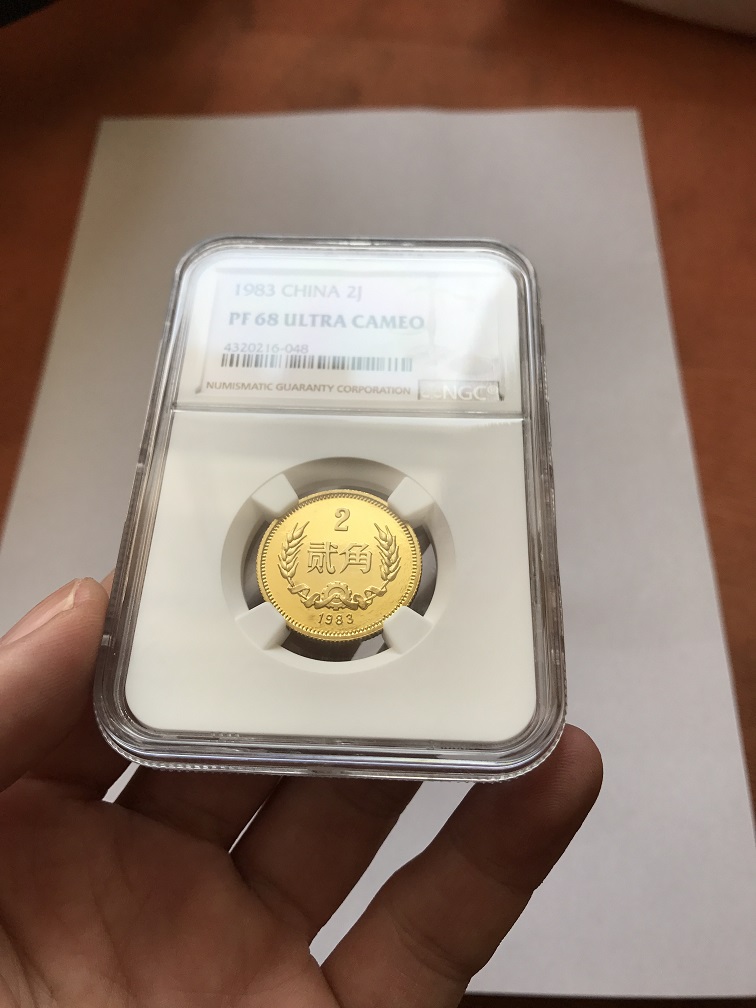 1983 CHINA 2J
PF 68 ULTRA CAMEO
4320216-048
NUMISMATIC GUARANTY CORPORATION
NGC
2
贰角
1983